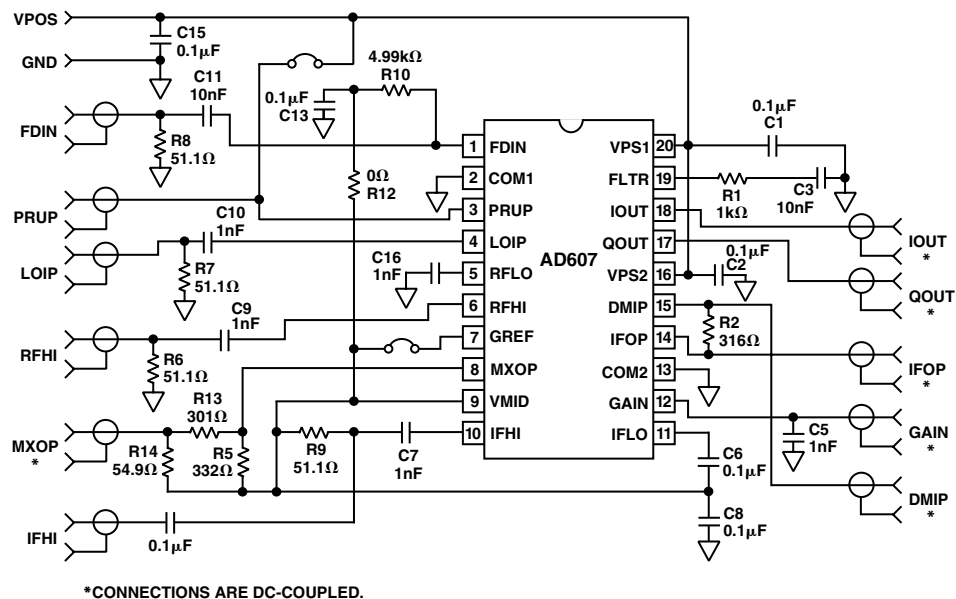 VPOS
C15
0.1μF
GND
C11
10nF
4.99kΩ
R10
0.1μF
C13
FDIN
R8
51.1Ω
0Ω
R12
PRUP
C10
1nF
LOIP
R7
51.1Ω
C16
1nF
C9
1nF
RFHI
R6
51.1Ω
R13
301Ω
MXOP
*
R14
54.9Ω
R5
332Ω
R9
51.1Ω
C7
1nF
IFHI
0.1μF
AD607
1 FDIN
2 COM1
3 PRUP
4 LOIP
5 RFLO
6 RFHI
7 GREF
8 MXOP
9 VMID
10 IFHI
VPS1 20
FLTR 19
IOUT 18
QOUT 17
VPS2 16
DMIP 15
IFOP 14
COM2 13
GAIN 12
IFLO 11
0.1μF
C1
R1
1kΩ
C3
10nF
IOUT
*
0.1μF
C2
QOUT
*
R2
316Ω
IFOP
*
GAIN
*
C5
1nF
C6
0.1μF
DMIP
*
C8
0.1μF
*CONNECTIONS ARE DC-COUPLED.